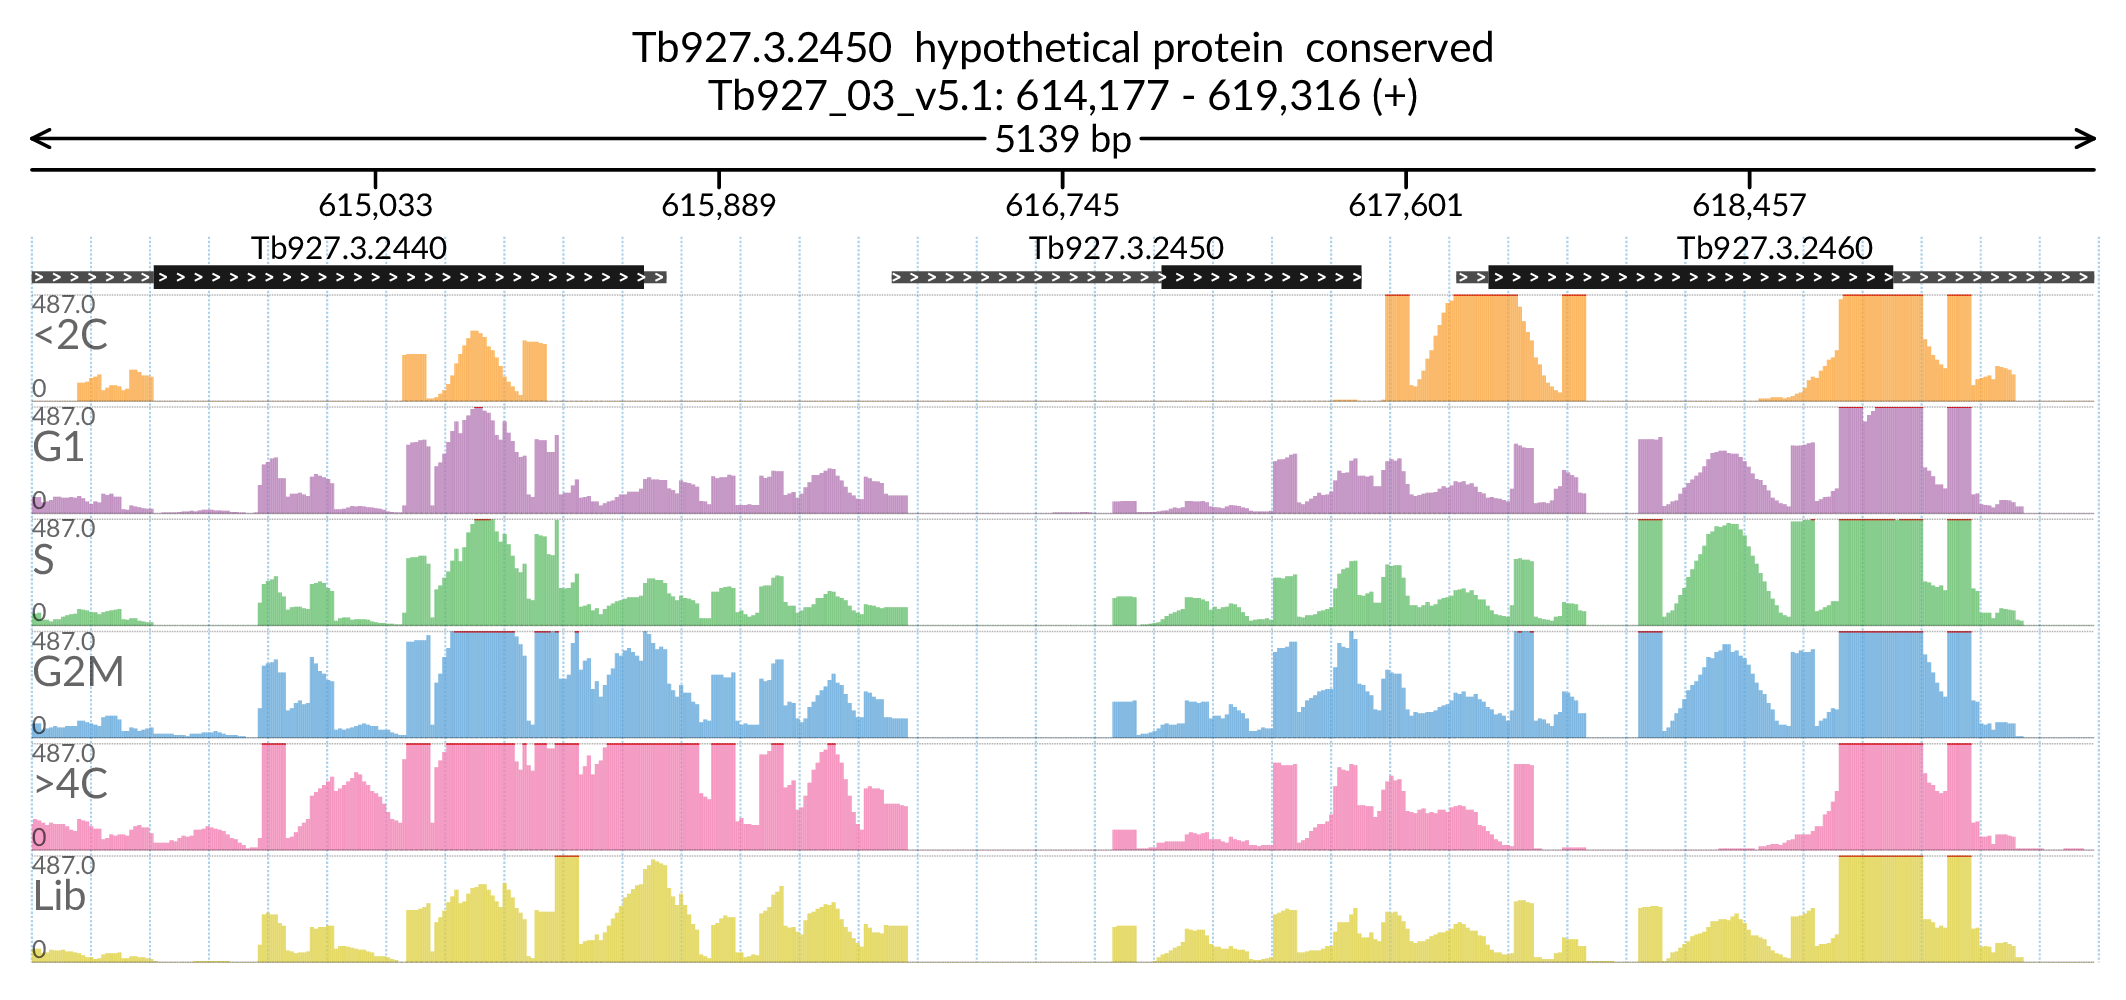 Tb927.3.2450 hypothetical protein conserved
Tb927_03_v5.1: 614,177 - 619,316 (+)
5139 bp
615,033 615,889 616,745 617,601 618,457
Tb927.3.2440 Tb927.3.2450 Tb927.3.2460
487.0
<2C
0
487.0
G1
0
487.0
S
0
487.0
G2M
0
487.0
>4C
0
487.0
Lib
0